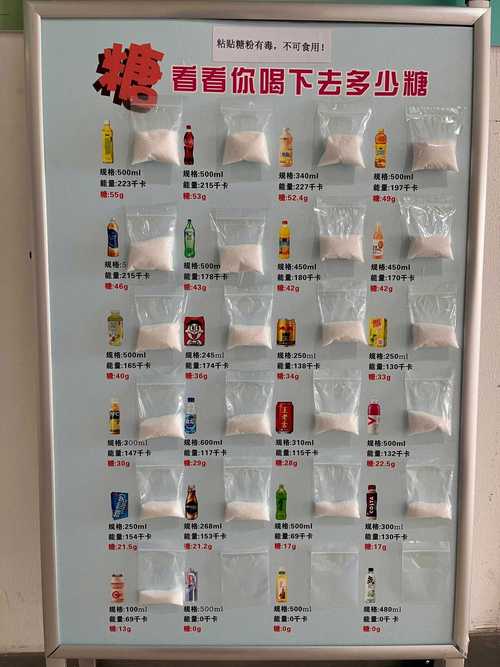 粘贴糖粉有毒，不可食用！
糖 看看你喝下去多少糖
规格:500ml 规格:500ml 规格:340ml 规格:500ml
能量:223千卡 能量:215千卡 能量:227千卡 能量:197千卡
糖:55g 糖:53g 糖:52.4g 糖:49g
规格:5 规格:500m 规格:450ml 规格:450ml
能量:215千卡 能量:178千卡 能量:180千卡 能量:170千卡
糖:46g 糖:43g 糖:42g 糖:42g
规格:500ml 规格:245ml 规格:250ml 规格:250ml
能量:165千卡 能量:174千卡 能量:138千卡 能量:130千卡
糖:40g 糖:36g 糖:34g 糖:33g
王老吉
规格:300ml 规格:600ml 规格:310ml 规格:500ml
能量:147千卡 能量:117千卡 能量:115千卡 能量:132千卡
糖:30g 糖:29g 糖:28g 糖:22.5g
规格:250ml 规格:268ml 规格:500ml 规格:300ml
能量:154千卡 能量:153千卡 能量:69千卡 能量:130千卡
糖:21.5g 糖:21.2g 糖:17g 糖:17g
规格:100ml 规格:500ml 规格:500ml 规格:480ml
能量:69千卡 能量:0千卡 能量:0千卡 能量:0千卡
糖:13g 糖:0g 糖:0g 糖:0g